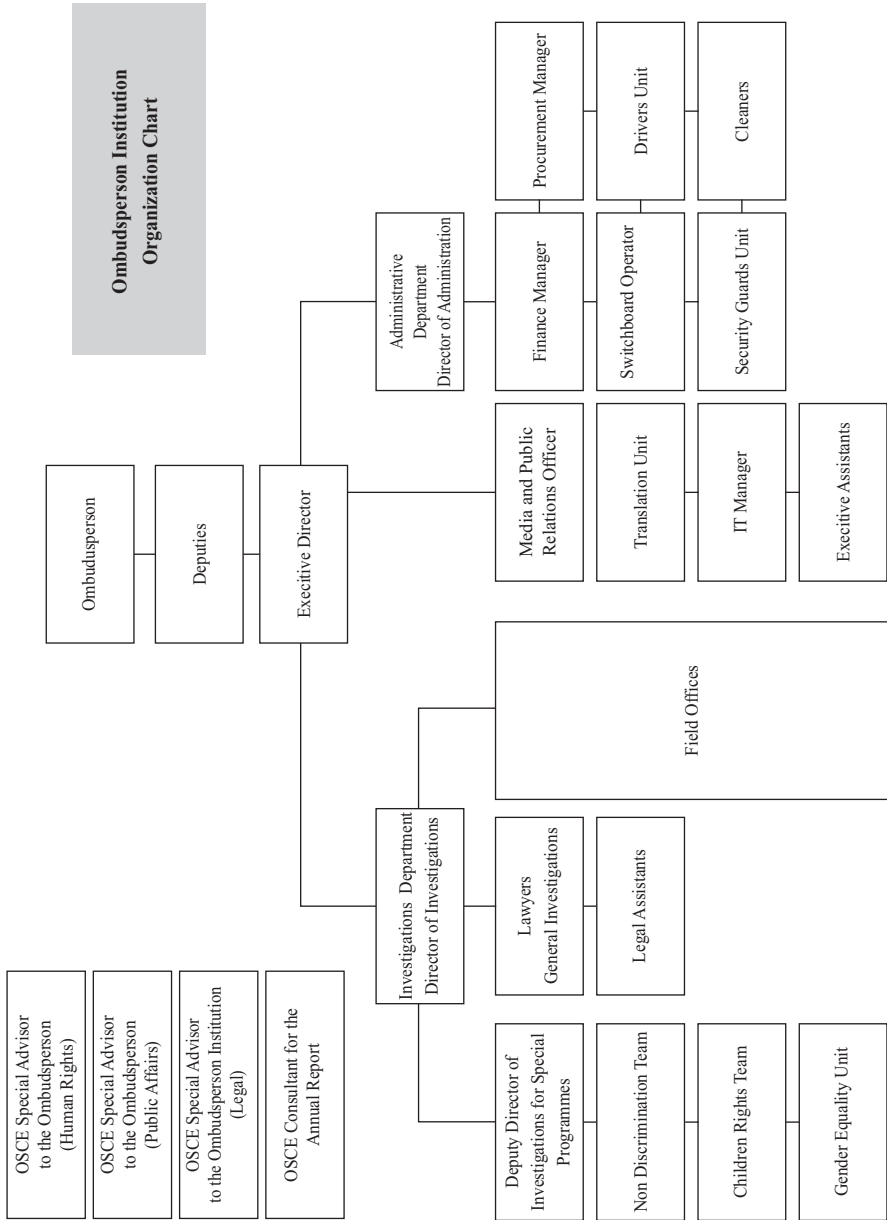 Ombudsperson Institution
Organization Chart
OSCE Special Advisor
to the Ombudsperson
(Human Rights)
OSCE Special Advisor
to the Ombudsperson
(Public Affairs)
OSCE Special Advisor
to the Ombudsperson Institution
(Legal)
OSCE Consultant for the
Annual Report
Ombudusperson
Deputies
Execitive Director
Investigations Department
Director of Investigations
Administrative
Department
Director of Administration
Deputy Director of
Investigations for Special
Programmes
Non Discrimination Team
Children Rights Team
Gender Equality Unit
Lawyers
General Investigations
Legal Assistants
Field Offices
Media and Public
Relations Officer
Translation Unit
IT Manager
Execitive Assistants
Finance Manager
Procurement Manager
Switchboard Operator
Drivers Unit
Security Guards Unit
Cleaners